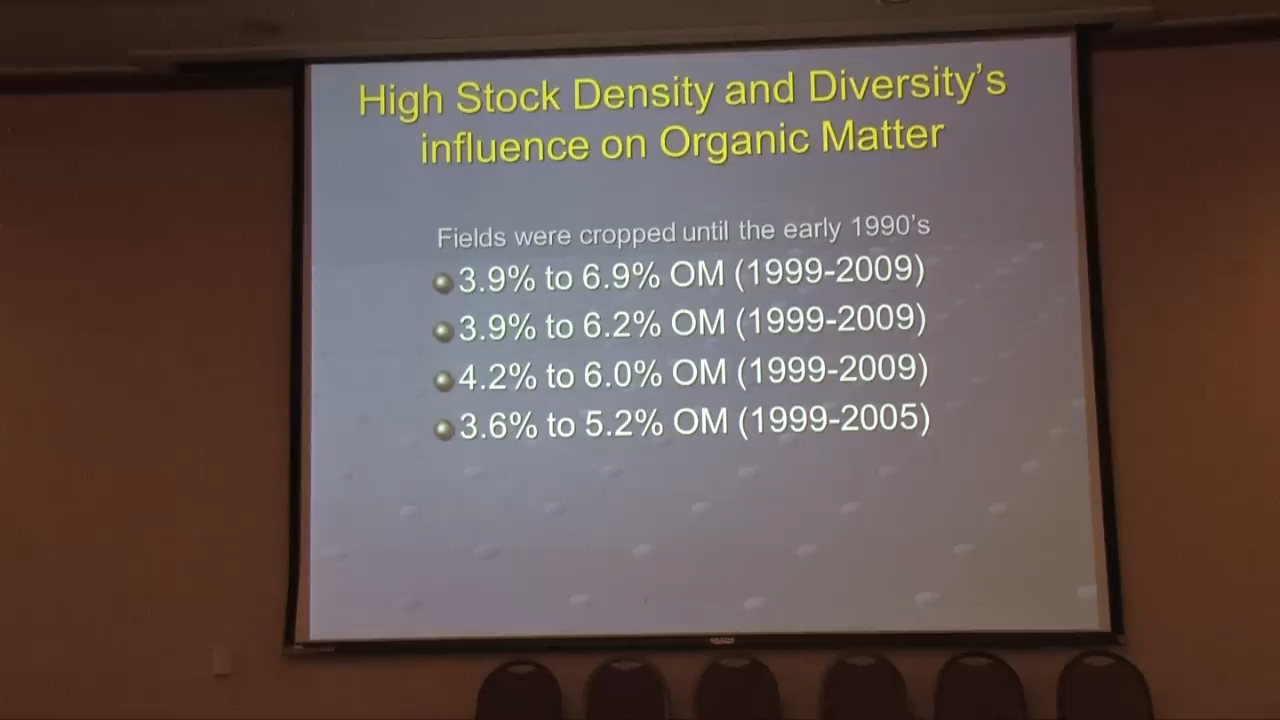 High Stock Density and Diversity's
influence on Organic Matter
Fields were cropped until the early 1990's
3.9% to 6.9% OM (1999-2009)
3.9% to 6.2% OM (1999-2009)
4.2% to 6.0% OM (1999-2009)
3.6% to 5.2% OM (1999-2005)